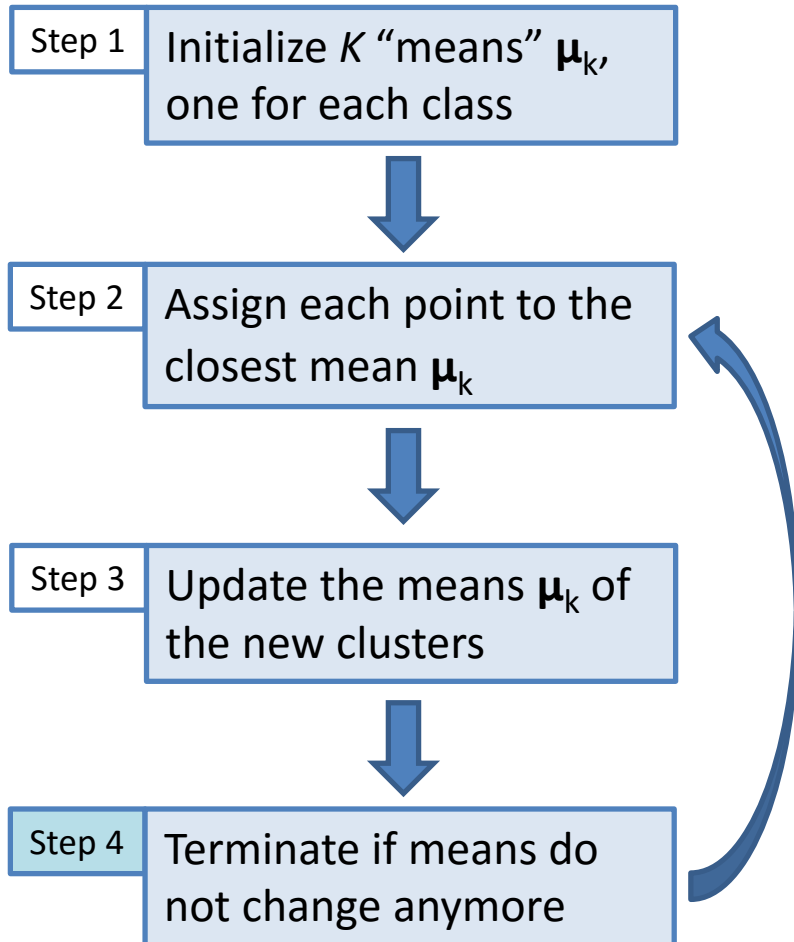 Step 1
Initialize K “means” μk,
one for each class
Step 2
Assign each point to the
closest mean μk
Step 3
Update the means μk of
the new clusters
Step 4
Terminate if means do
not change anymore